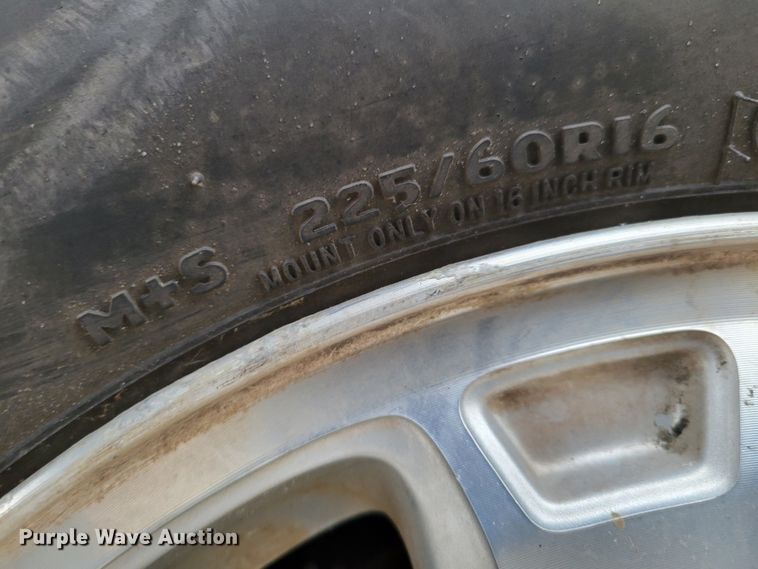 225/60R16
MOUNT ONLY ON 16 INCH RIM
M+S
Purple Wave Auction